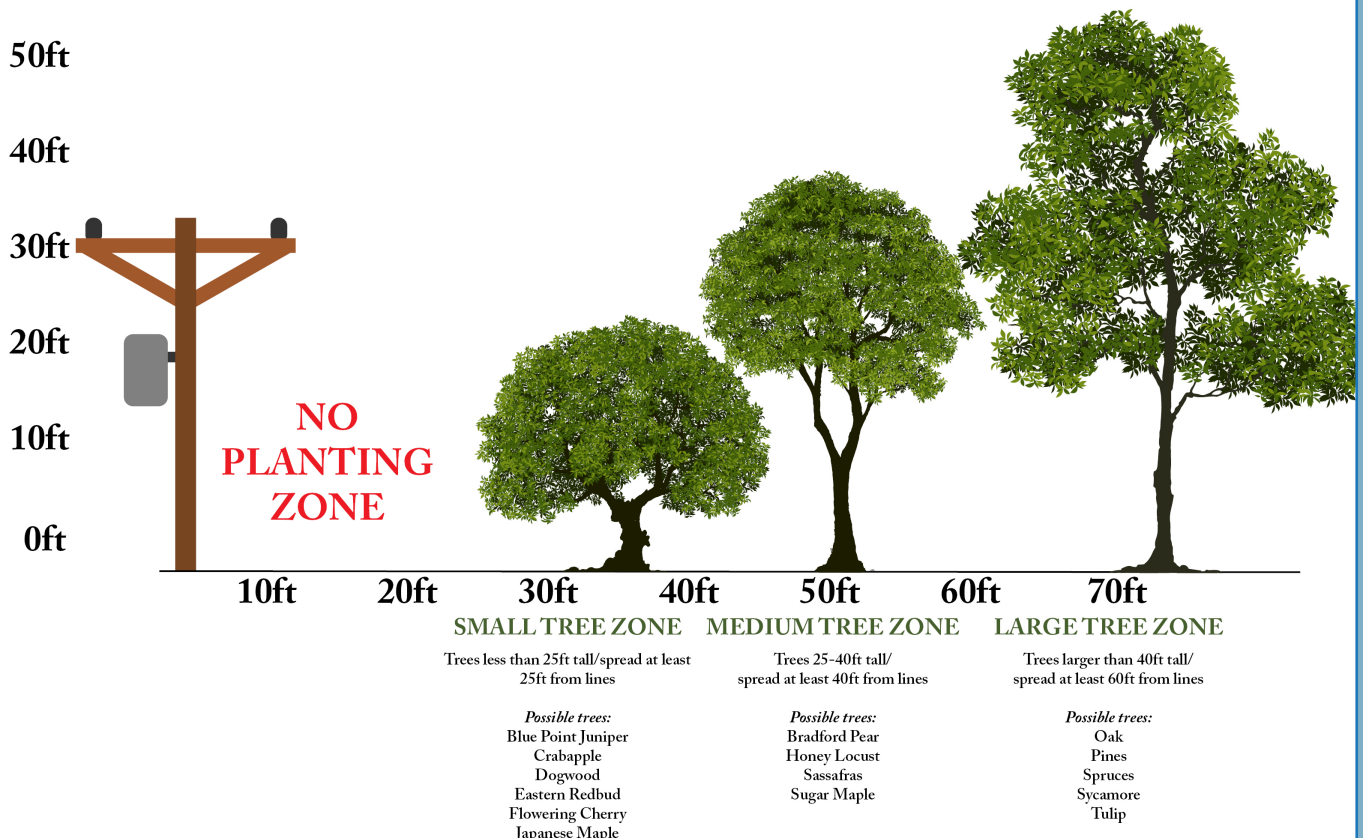 50ft
40ft
30ft
20ft
10ft
0ft
NO
PLANTING
ZONE
10ft
20ft
30ft
40ft
50ft
60ft
70ft
SMALL TREE ZONE
Trees less than 25ft tall/spread at least
25ft from lines
Possible trees:
Blue Point Juniper
Crabapple
Dogwood
Eastern Redbud
Flowering Cherry
Japanese Maple
MEDIUM TREE ZONE
Trees 25-40ft tall/
spread at least 40ft from lines
Possible trees:
Bradford Pear
Honey Locust
Sassafras
Sugar Maple
LARGE TREE ZONE
Trees larger than 40ft tall/
spread at least 60ft from lines
Possible trees:
Oak
Pines
Spruces
Sycamore
Tulip